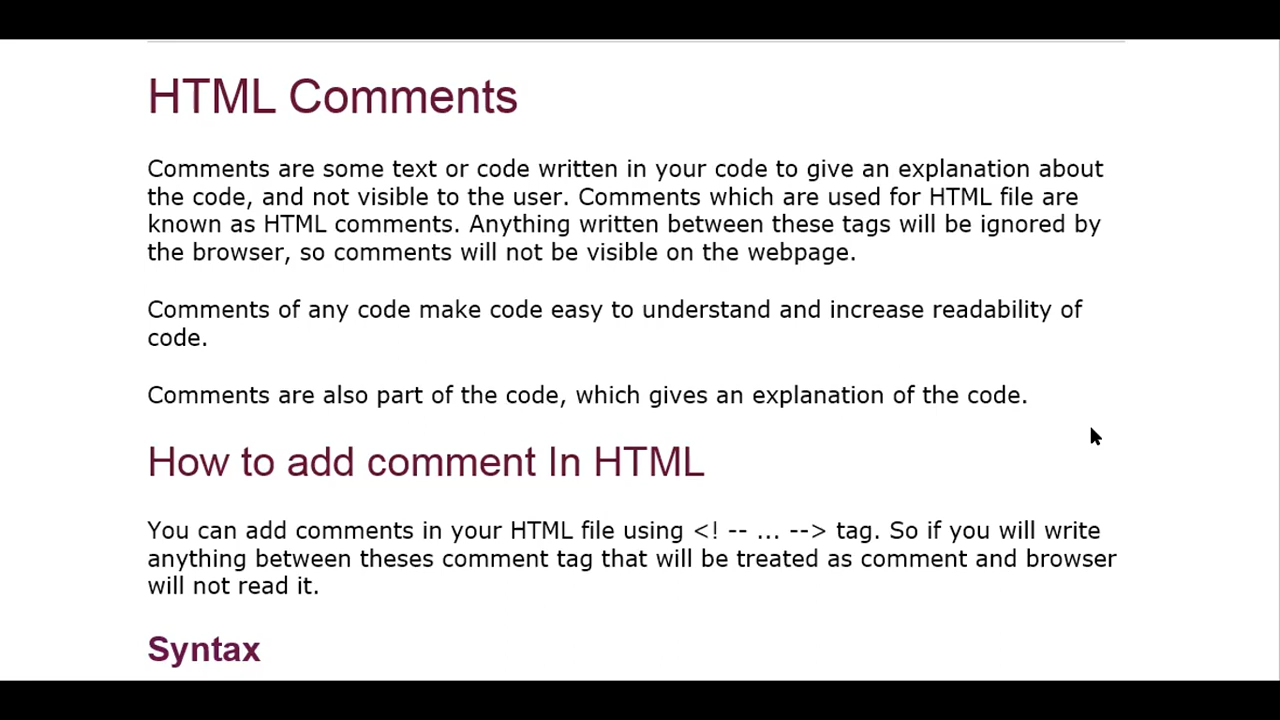 HTML Comments
Comments are some text or code written in your code to give an explanation about
the code, and not visible to the user. Comments which are used for HTML file are
known as HTML comments. Anything written between these tags will be ignored by
the browser, so comments will not be visible on the webpage.
Comments of any code make code easy to understand and increase readability of
code.
Comments are also part of the code, which gives an explanation of the code.
How to add comment In HTML
You can add comments in your HTML file using <! -- ... --> tag. So if you will write
anything between theses comment tag that will be treated as comment and browser
will not read it.
Syntax